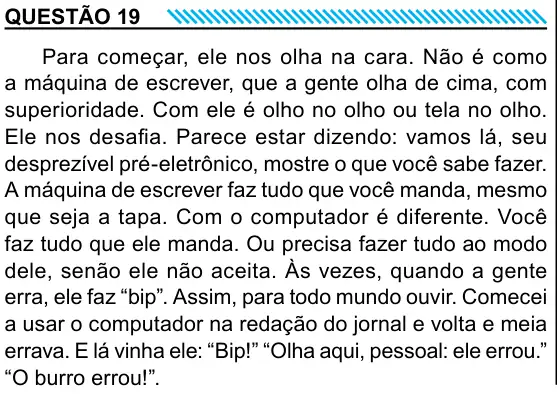 QUESTÃO 19
Para começar, ele nos olha na cara. Não é como
a máquina de escrever, que a gente olha de cima, com
superioridade. Com ele é olho no olho ou tela no olho.
Ele nos desafia. Parece estar dizendo: vamos lá, seu
desprezível pré-eletrônico, mostre o que você sabe fazer.
A máquina de escrever faz tudo que você manda, mesmo
que seja a tapa. Com o computador é diferente. Você
faz tudo que ele manda. Ou precisa fazer tudo ao modo
dele, senão ele não aceita. Às vezes, quando a gente
erra, ele faz “bip”. Assim, para todo mundo ouvir. Comecei
a usar o computador na redação do jornal e volta e meia
errava. E lá vinha ele: “Bip!” “Olha aqui, pessoal: ele errou.”
“O burro errou!”.